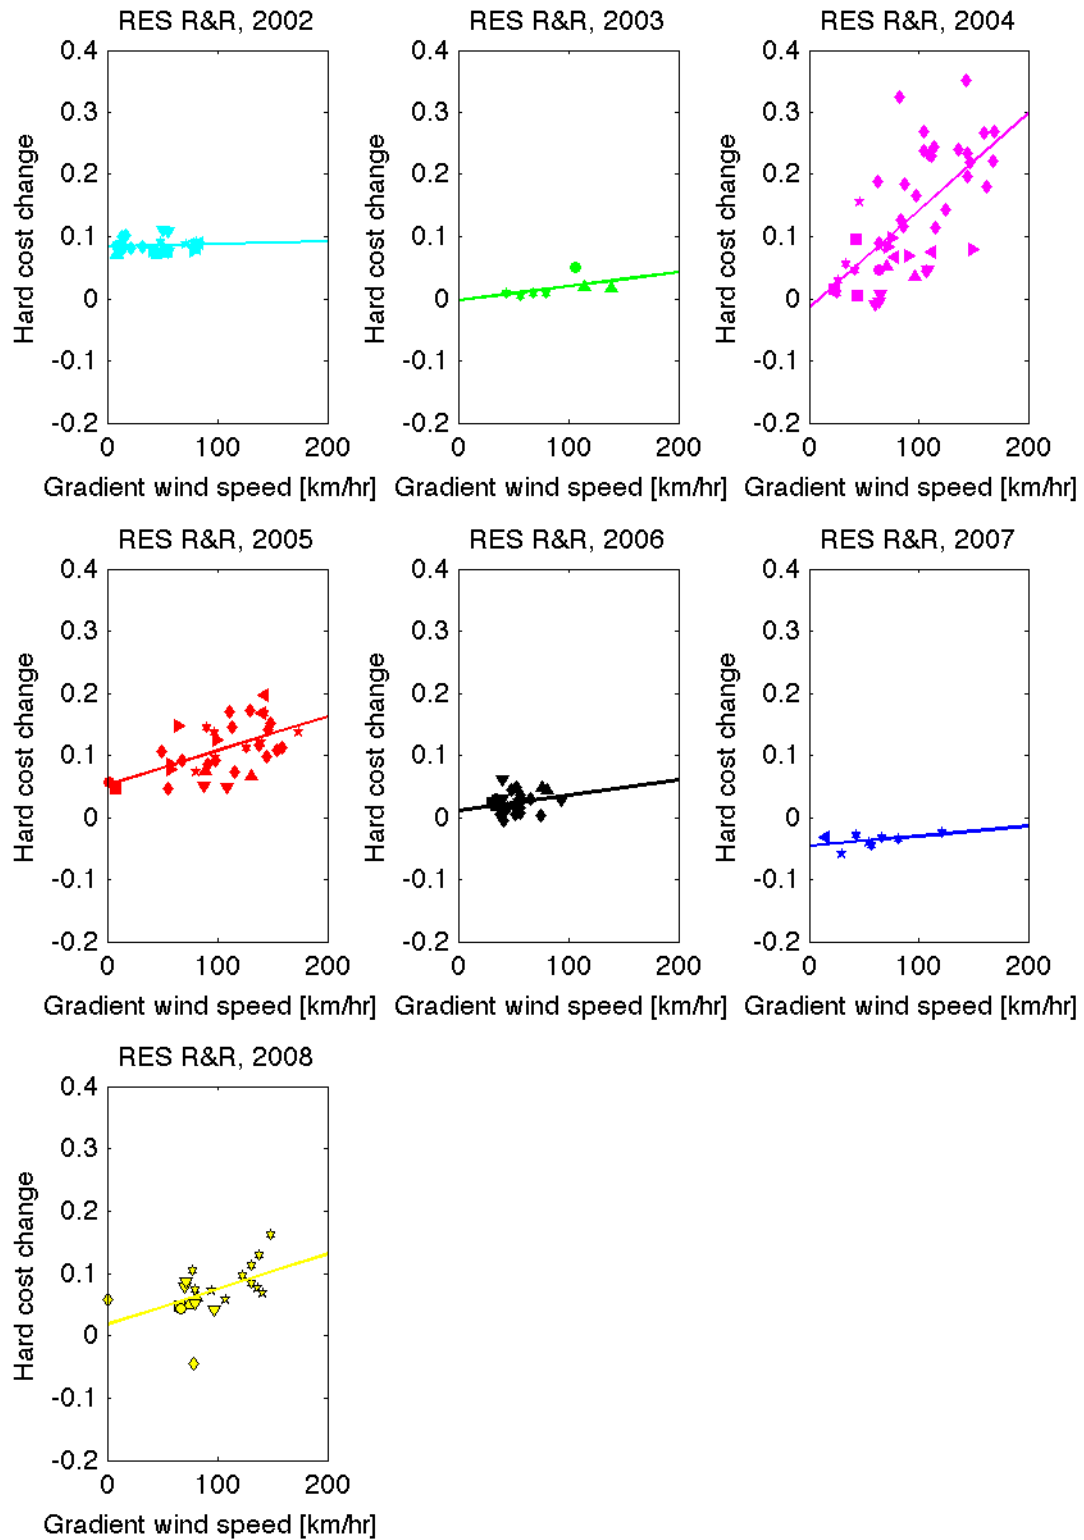 RES R&R, 2002 RES R&R, 2003 RES R&R, 2004
0.4 0.4 0.4
0.3 0.3 0.3
0.2 0.2 0.2
0.1 0.1 0.1
0 0 0
-0.1 -0.1 -0.1
-0.2 -0.2 -0.2
Hard cost change Hard cost change Hard cost change
0 100 200 0 100 200 0 100 200
Gradient wind speed [km/hr] Gradient wind speed [km/hr] Gradient wind speed [km/hr]
RES R&R, 2005 RES R&R, 2006 RES R&R, 2007
0.4 0.4 0.4
0.3 0.3 0.3
0.2 0.2 0.2
0.1 0.1 0.1
0 0 0
-0.1 -0.1 -0.1
-0.2 -0.2 -0.2
Hard cost change Hard cost change Hard cost change
0 100 200 0 100 200 0 100 200
Gradient wind speed [km/hr] Gradient wind speed [km/hr] Gradient wind speed [km/hr]
RES R&R, 2008
0.4
0.3
0.2
0.1
0
-0.1
-0.2
Hard cost change
0 100 200
Gradient wind speed [km/hr]